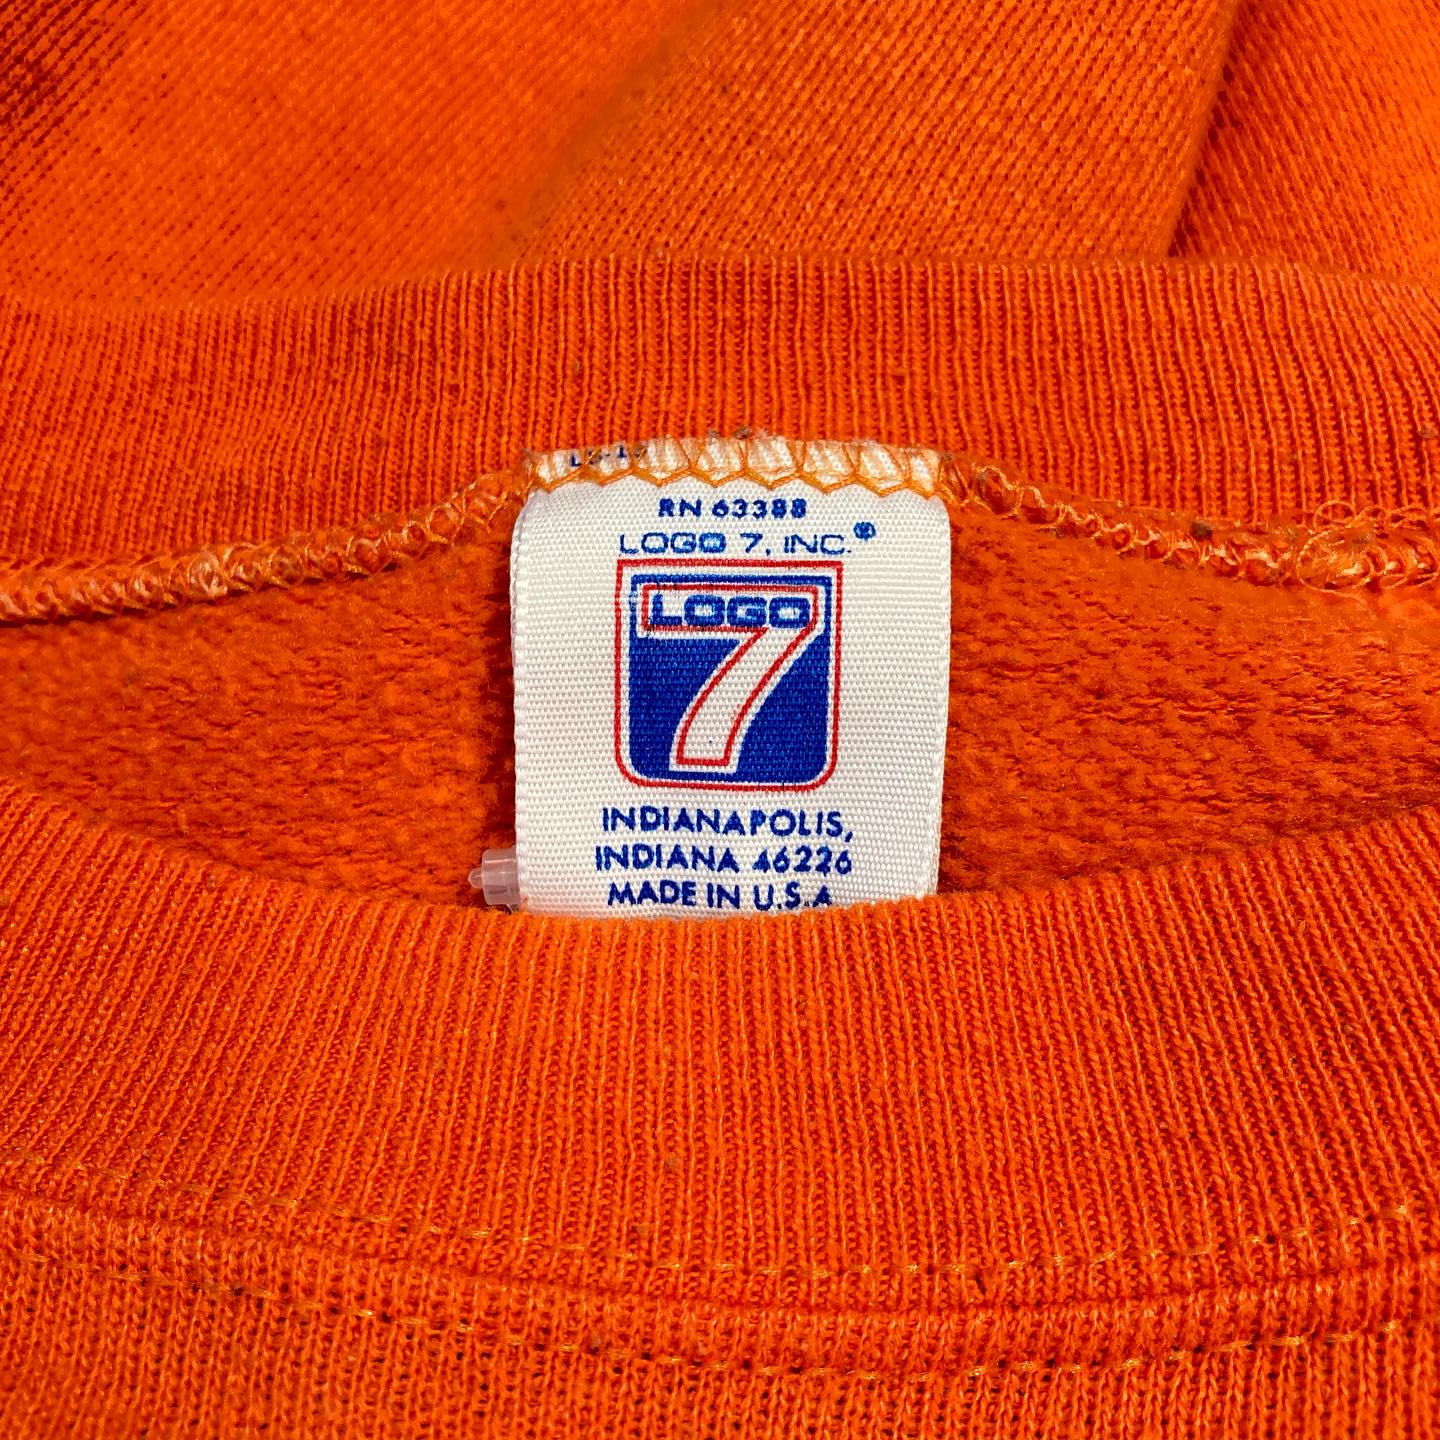 RN 63388
LOGO 7, INC.®
LOGO
7
INDIANAPOLIS,
INDIANA 46226
MADE IN U.S.A